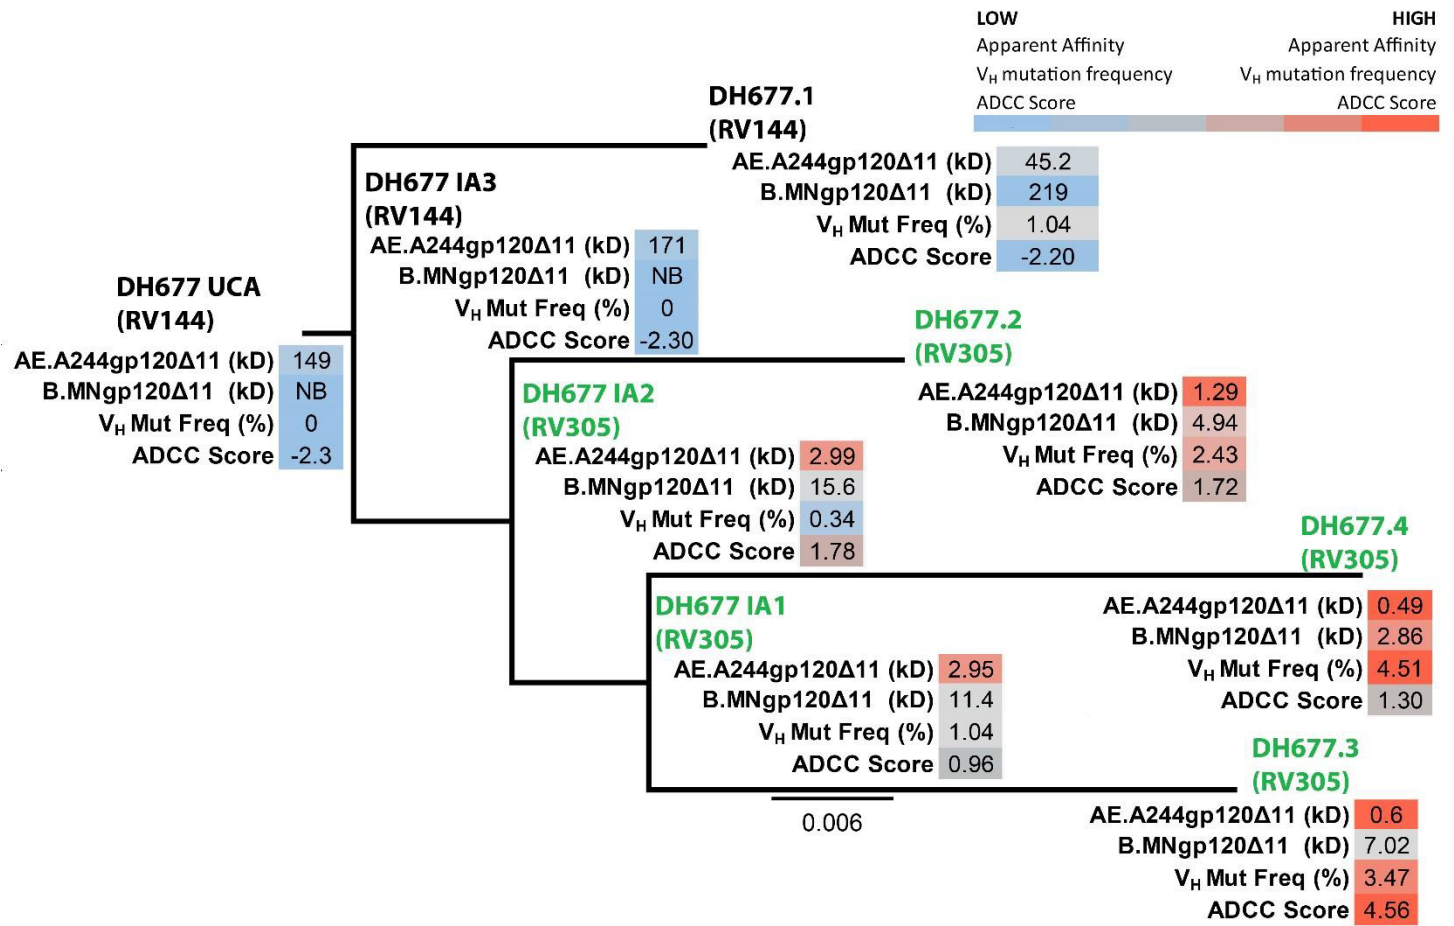 LOW HIGH
Apparent Affinity Apparent Affinity
VH mutation frequency VH mutation frequency
ADCC Score ADCC Score
DH677.1
(RV144)
AE.A244gp120Δ11 (kD) 45.2
B.MNgp120Δ11 (kD) 219
VH Mut Freq (%) 1.04
ADCC Score -2.20
DH677 IA3
(RV144)
AE.A244gp120Δ11 (kD) 171
B.MNgp120Δ11 (kD) NB
VH Mut Freq (%) 0
ADCC Score -2.30
DH677 UCA
(RV144)
AE.A244gp120Δ11 (kD) 149
B.MNgp120Δ11 (kD) NB
VH Mut Freq (%) 0
ADCC Score -2.3
DH677.2
(RV305)
AE.A244gp120Δ11 (kD) 1.29
B.MNgp120Δ11 (kD) 4.94
VH Mut Freq (%) 2.43
ADCC Score 1.72
DH677 IA2
(RV305)
AE.A244gp120Δ11 (kD) 2.99
B.MNgp120Δ11 (kD) 15.6
VH Mut Freq (%) 0.34
ADCC Score 1.78
DH677.4
(RV305)
AE.A244gp120Δ11 (kD) 0.49
B.MNgp120Δ11 (kD) 2.86
VH Mut Freq (%) 4.51
ADCC Score 1.30
DH677 IA1
(RV305)
AE.A244gp120Δ11 (kD) 2.95
B.MNgp120Δ11 (kD) 11.4
VH Mut Freq (%) 1.04
ADCC Score 0.96
DH677.3
(RV305)
AE.A244gp120Δ11 (kD) 0.6
B.MNgp120Δ11 (kD) 7.02
VH Mut Freq (%) 3.47
ADCC Score 4.56
0.006